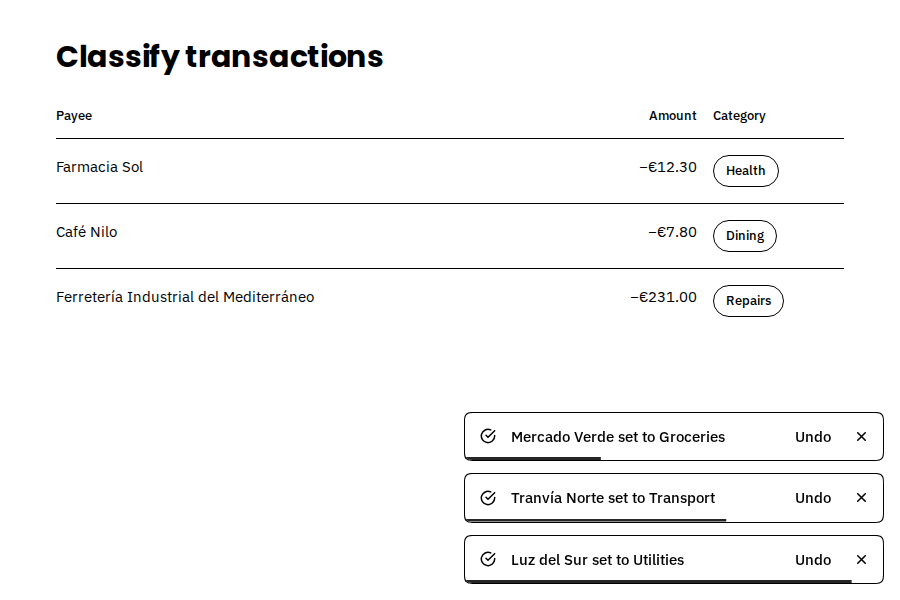 Classify transactions
Payee Amount Category
Farmacia Sol −€12.30 Health
Café Nilo −€7.80 Dining
Ferretería Industrial del Mediterráneo −€231.00 Repairs
Mercado Verde set to Groceries Undo
Tranvía Norte set to Transport Undo
Luz del Sur set to Utilities Undo